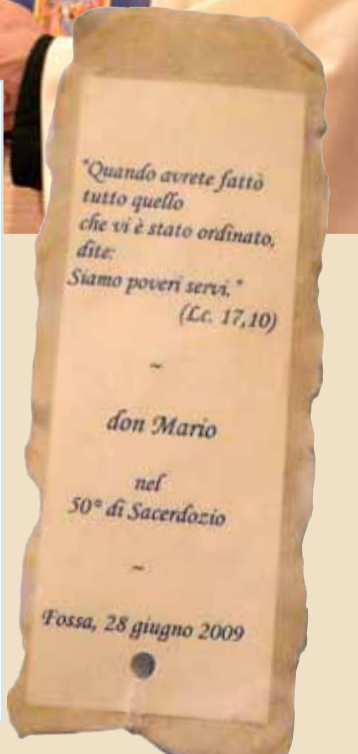 "Quando avrete fattò
tutto quello
che vi è stato ordinato,
dite:
Siamo poveri servi."
(Lc. 17,10)
~
don Mario
nel
50° di Sacerdozio
~
Fossa, 28 giugno 2009